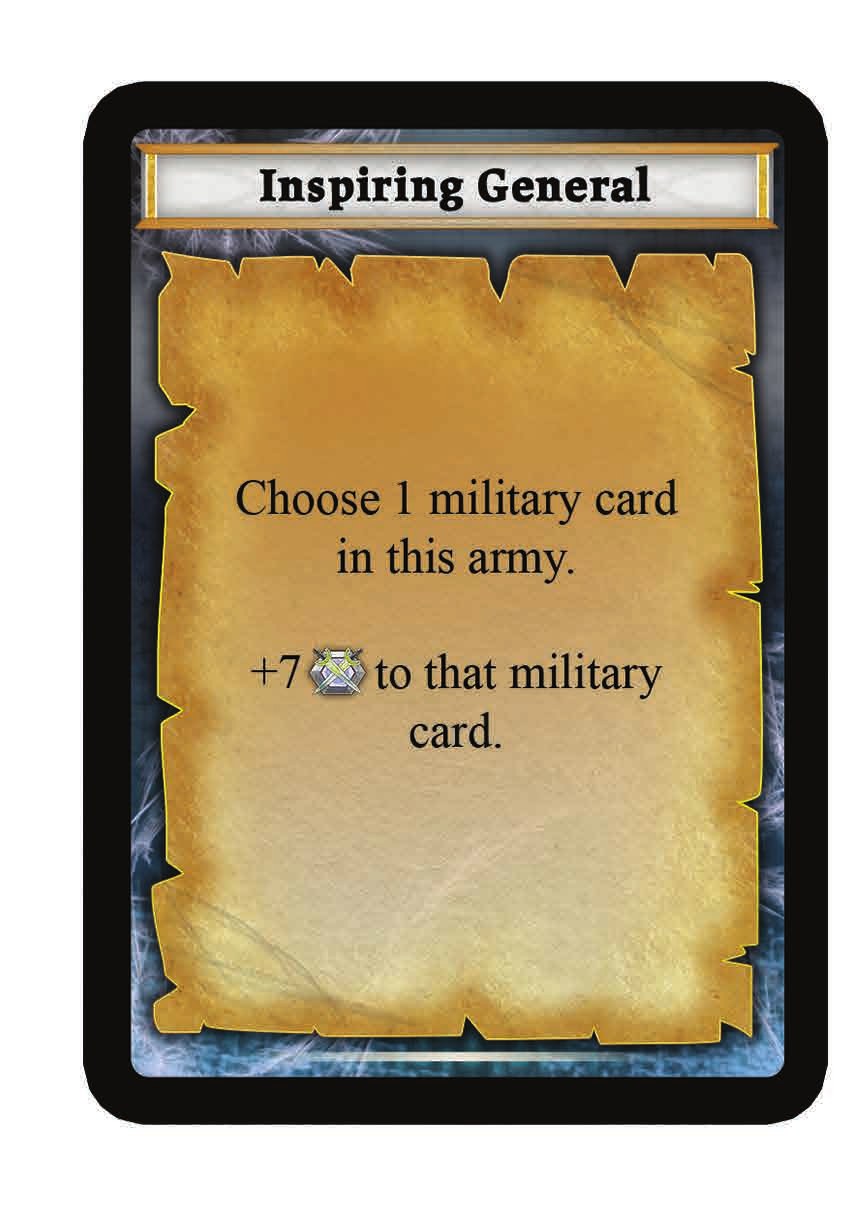 Inspiring General
Choose 1 military card
in this army.
+7 to that military
card.